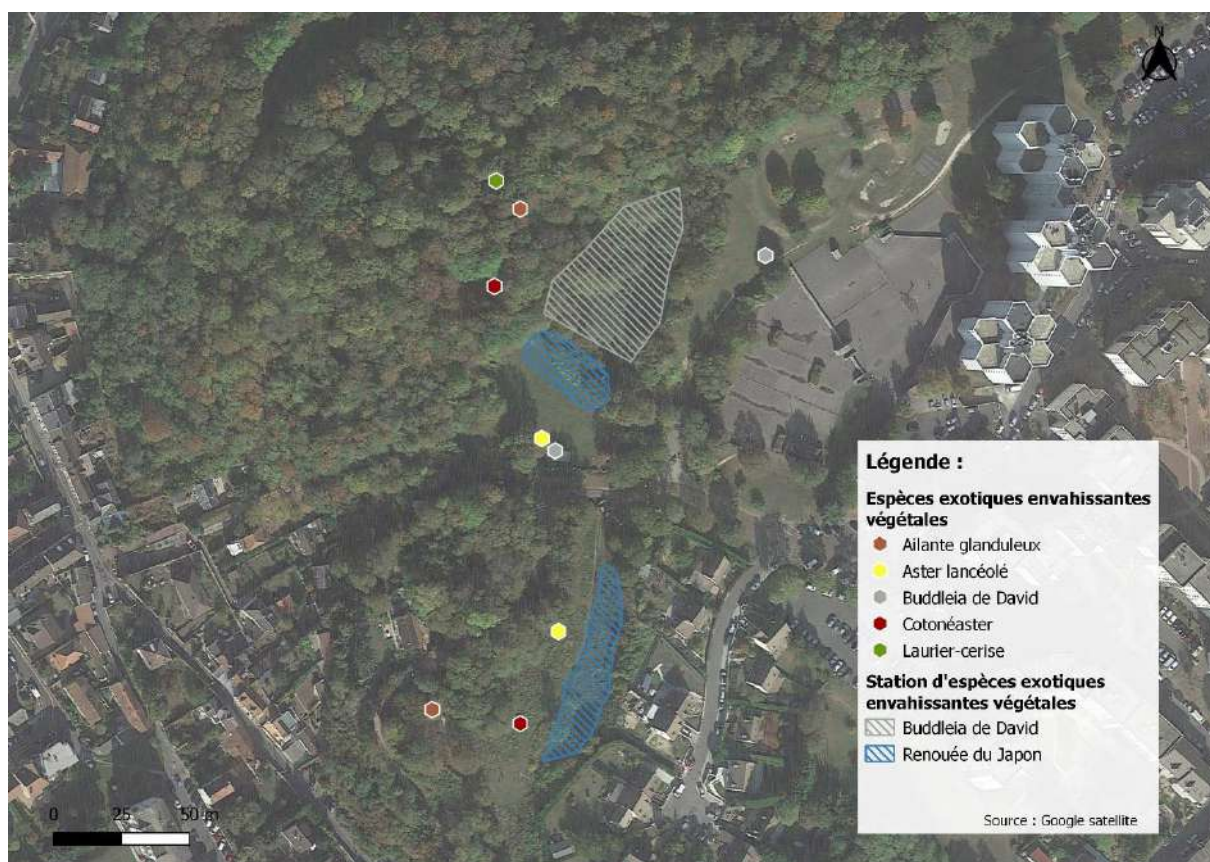 N
Légende :
Espèces exotiques envahissantes
végétales
Ailante glanduleux
Aster lancéolé
Buddleia de David
Cotonéaster
Laurier-cerise
Station d'espèces exotiques
envahissantes végétales
Buddleia de David
Renouée du Japon
Source : Google satellite
0 25 50 m